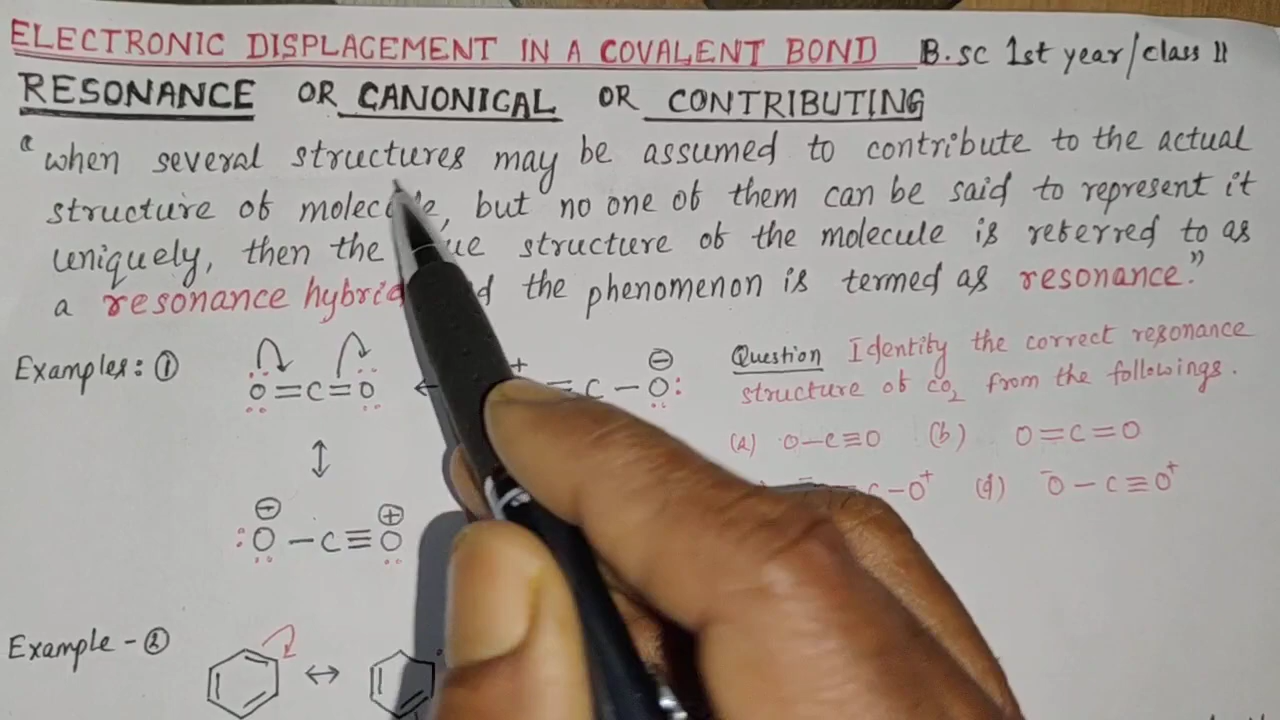 ELECTRONIC DISPLACEMENT IN A COVALENT BOND B.sc 1st year/class 11
RESONANCE OR CANONICAL OR CONTRIBUTING
"when several structures may be assumed to contribute to the actual
structure of molecule, but no one of them can be said to represent it
uniquely, then the structure of the molecule is referred to as
a resonance hybrid the phenomenon is termed as resonance."
Examples: ①
O=C=O
C-O⊖
Question Identity the correct resonance
structure of CO2 from the followings.
(a) O-C≡O (b) O=C=O
C-O⁺ (d) ⁻O-C≡O⁺
↕
⊖O-C≡O⊕
Example-②
↔